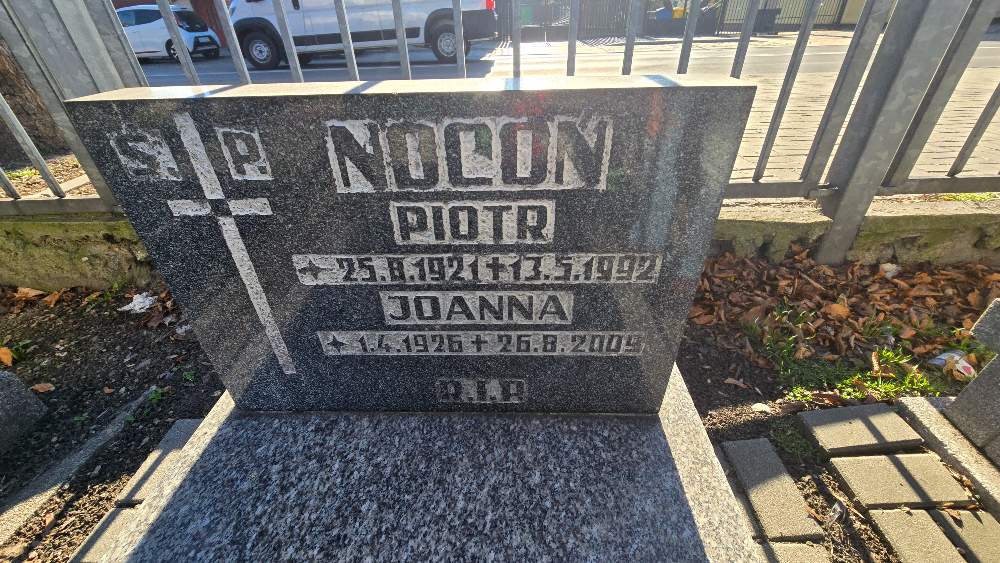 Ś. P.
NOCOŃ
PIOTR
25.8.1921 13.5.1992
JOANNA
1.4.1926 26.8.2009
R.I.P